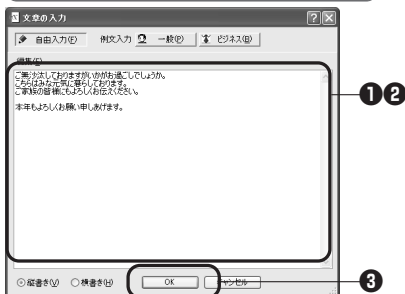 文章の入力
自由入力(F) 例文入力 一般(P) ビジネス(B)
編集(E)
ご無沙汰しておりますがいかがお過ごしでしょうか。
こちらはみな元気に暮らしております。
ご家族の皆様にもよろしくお伝えください。
本年もよろしくお願い申しあげます。
❶❷
縦書き(V) 横書き(H) OK キャンセル ❸